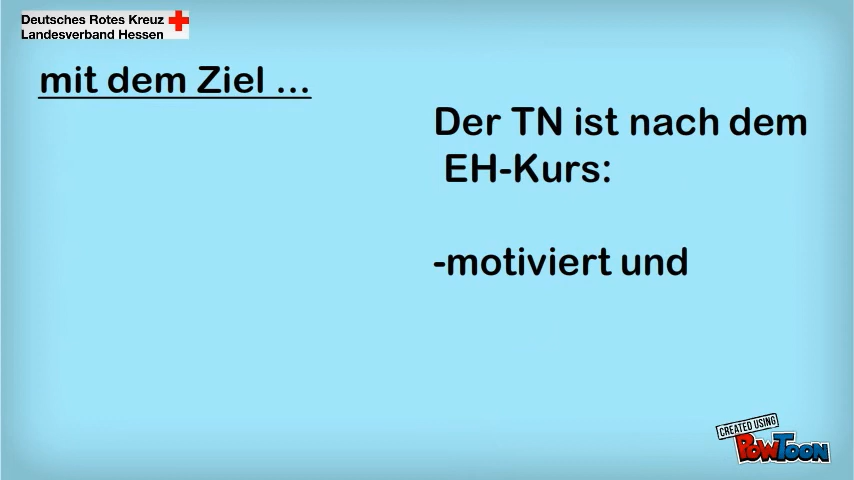 Deutsches Rotes Kreuz
Landesverband Hessen
mit dem Ziel ...
Der TN ist nach dem
EH-Kurs:
-motiviert und
CREATED USING
POWTOON